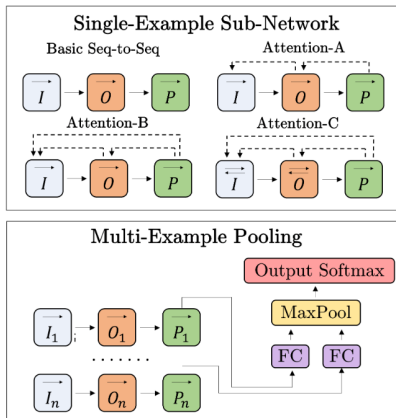 Single-Example Sub-Network
Basic Seq-to-Seq
Attention-A
I O P I O P
Attention-B
Attention-C
I O P I O P
Multi-Example Pooling
Output Softmax
MaxPool
I₁ O₁ P₁
FC FC
. . . . . . .
Iₙ Oₙ Pₙ